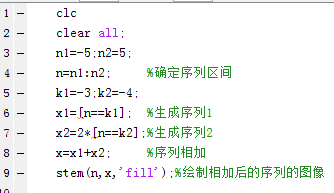 1 - clc
2 - clear all;
3 - n1=-5;n2=5;
4 - n=n1:n2; %确定序列区间
5 - k1=-3;k2=-4;
6 - x1=[n==k1]; %生成序列1
7 - x2=2*[n==k2];%生成序列2
8 - x=x1+x2; %序列相加
9 - stem(n,x,'fill');%绘制相加后的序列的图像